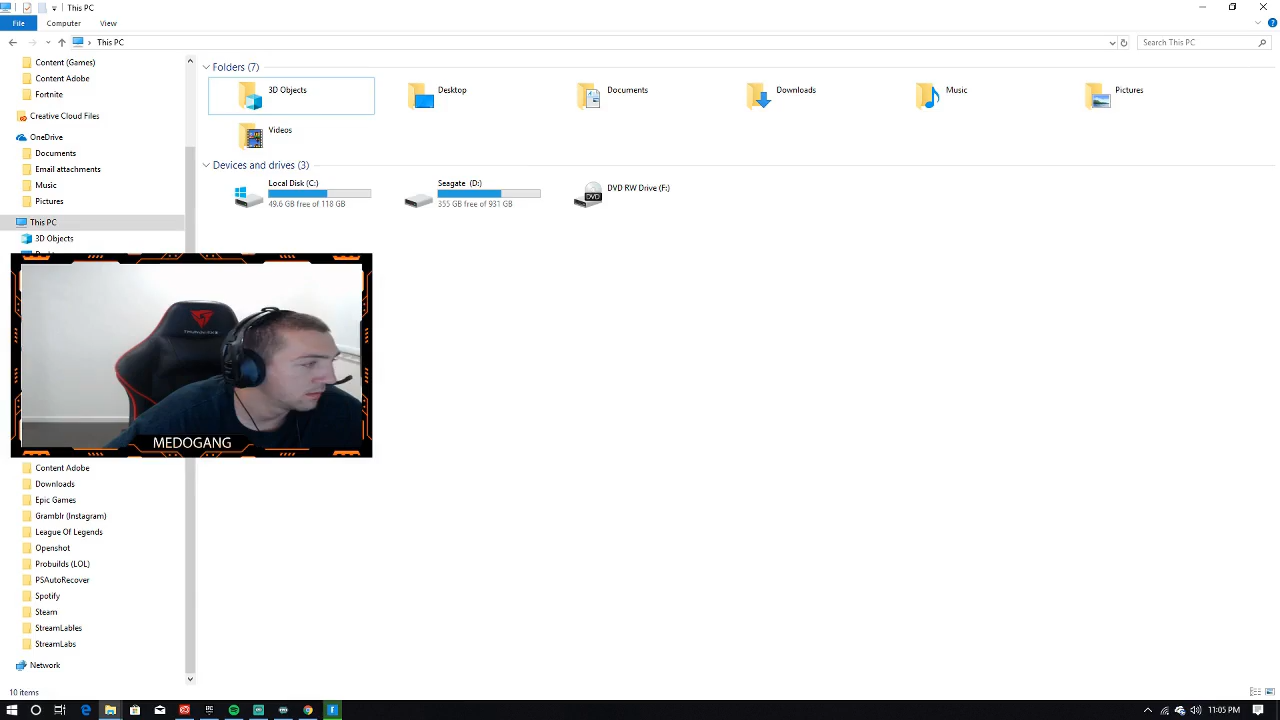 This PC
File Computer View
This PC
Search This PC
Content (Games)
Content Adobe
Fortnite
Creative Cloud Files
OneDrive
Documents
Email attachments
Music
Pictures
This PC
3D Objects
Folders (7)
3D Objects
Desktop
Documents
Downloads
Music
Pictures
Videos
Devices and drives (3)
Local Disk (C:)
49.6 GB free of 118 GB
Seagate (D:)
355 GB free of 931 GB
DVD RW Drive (F:)
DVD
MEDOGANG
Content Adobe
Downloads
Epic Games
Gramblr (Instagram)
League Of Legends
Openshot
Probuilds (LOL)
PSAutoRecover
Spotify
Steam
StreamLables
StreamLabs
Network
10 items
11:05 PM